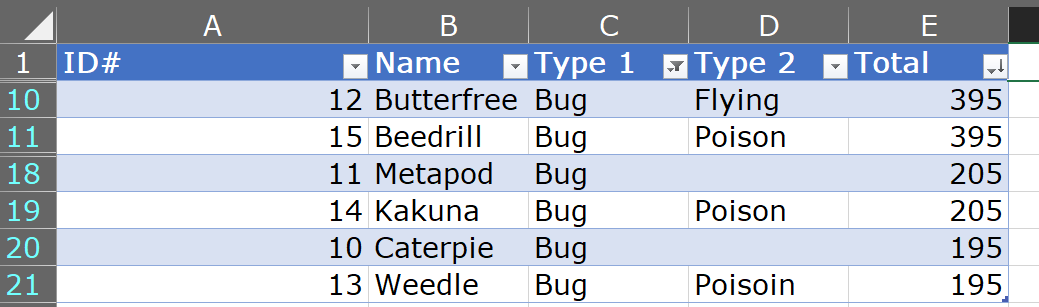 A B C D E
1 ID# Name Type 1 Type 2 Total
10 12 Butterfree Bug Flying 395
11 15 Beedrill Bug Poison 395
18 11 Metapod Bug 205
19 14 Kakuna Bug Poison 205
20 10 Caterpie Bug 195
21 13 Weedle Bug Poisoin 195